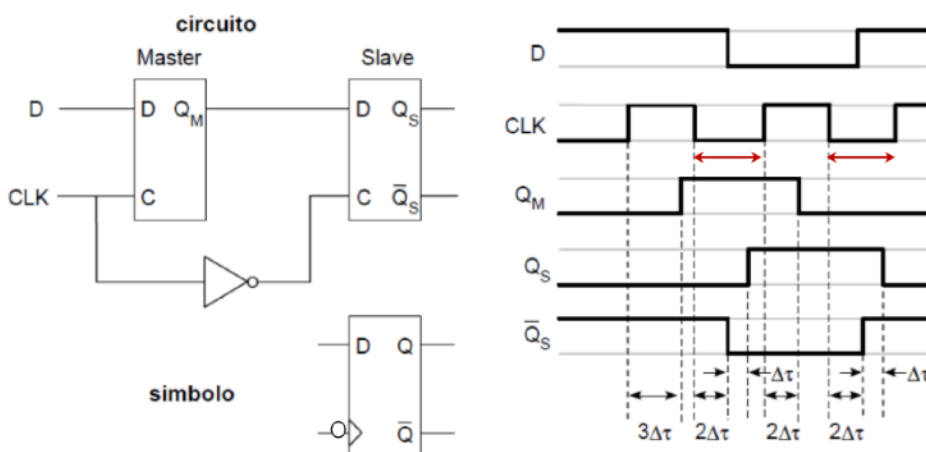 circuito
Master Slave
D D Q_M D Q_S
CLK C C Q̅_S
D Q
simbolo
Q̅
D
CLK
Q_M
Q_S
Q̅_S
Δτ Δτ
3Δτ 2Δτ 2Δτ 2Δτ